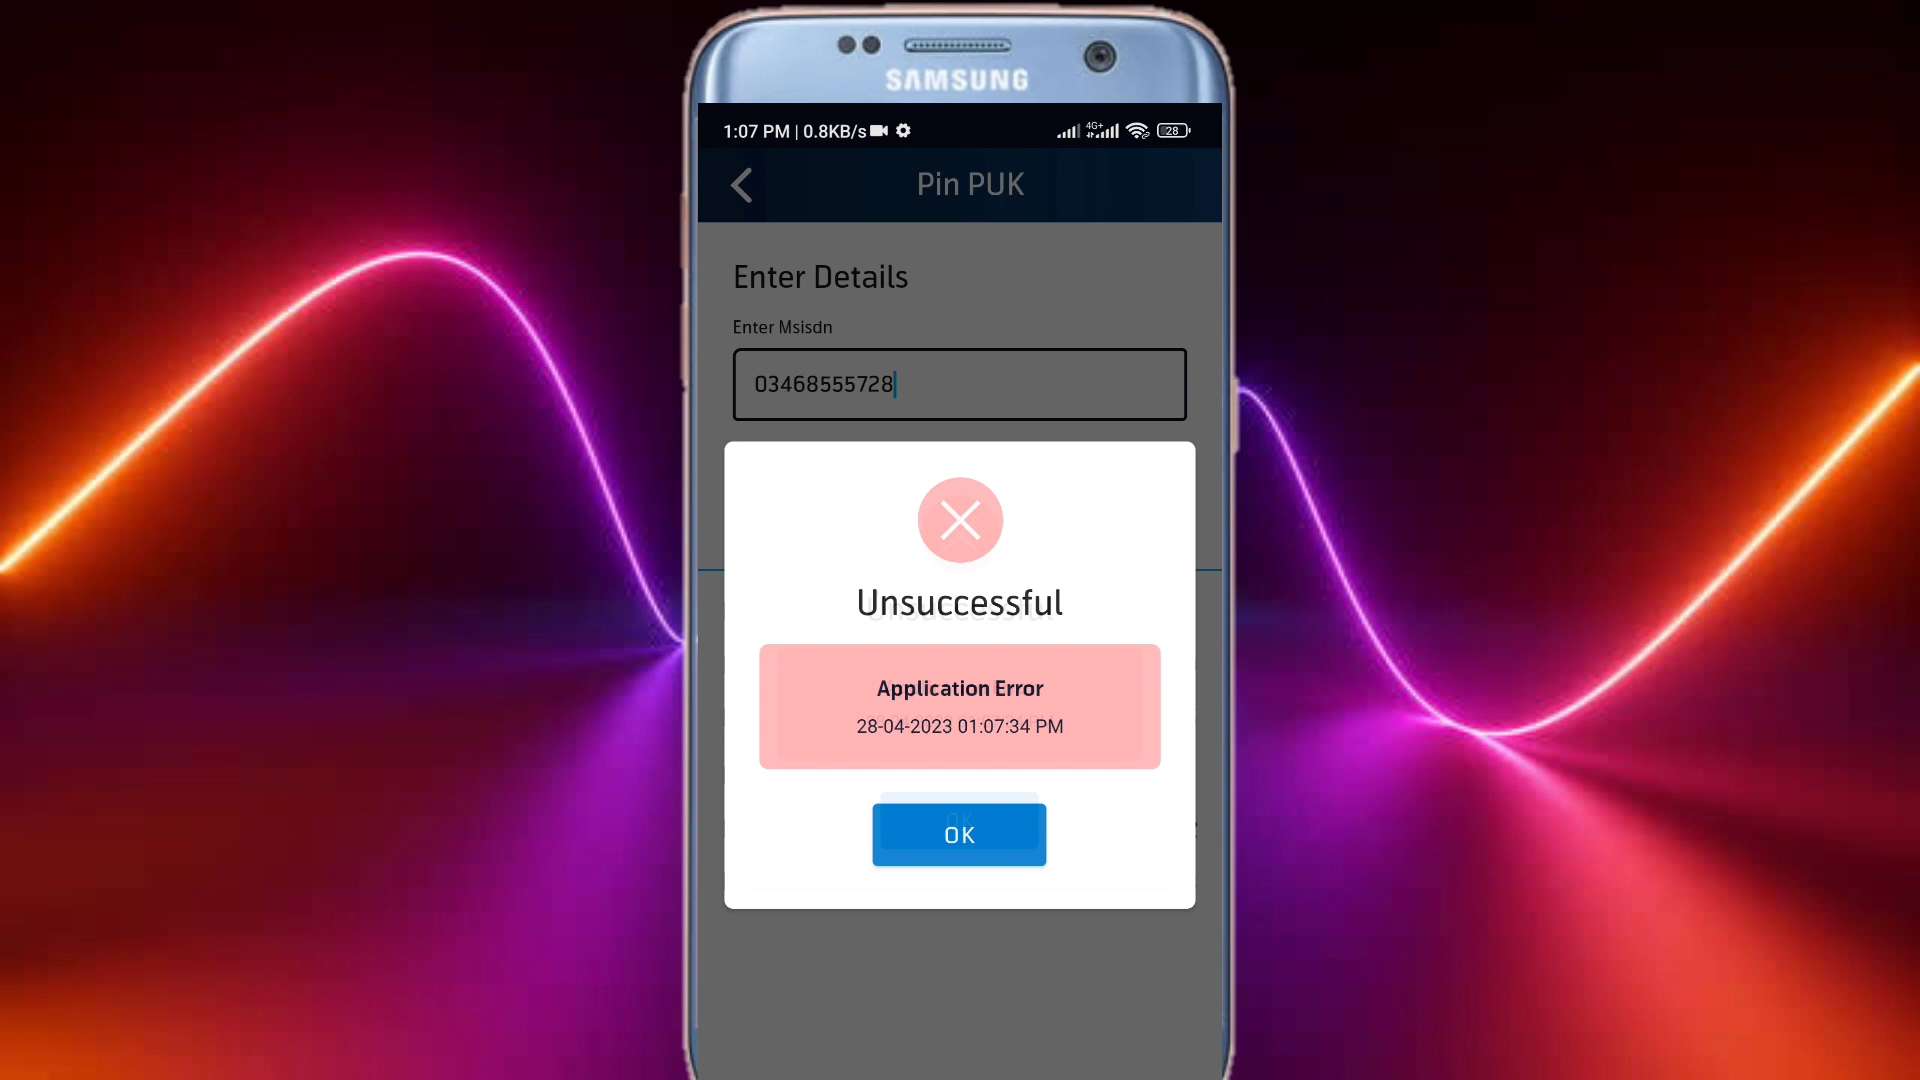 SAMSUNG
1:07 PM | 0.8KB/s 4G+ 28
Pin PUK
Enter Details
Enter Msisdn
03468555728
Unsuccessful
Application Error
28-04-2023 01:07:34 PM
OK